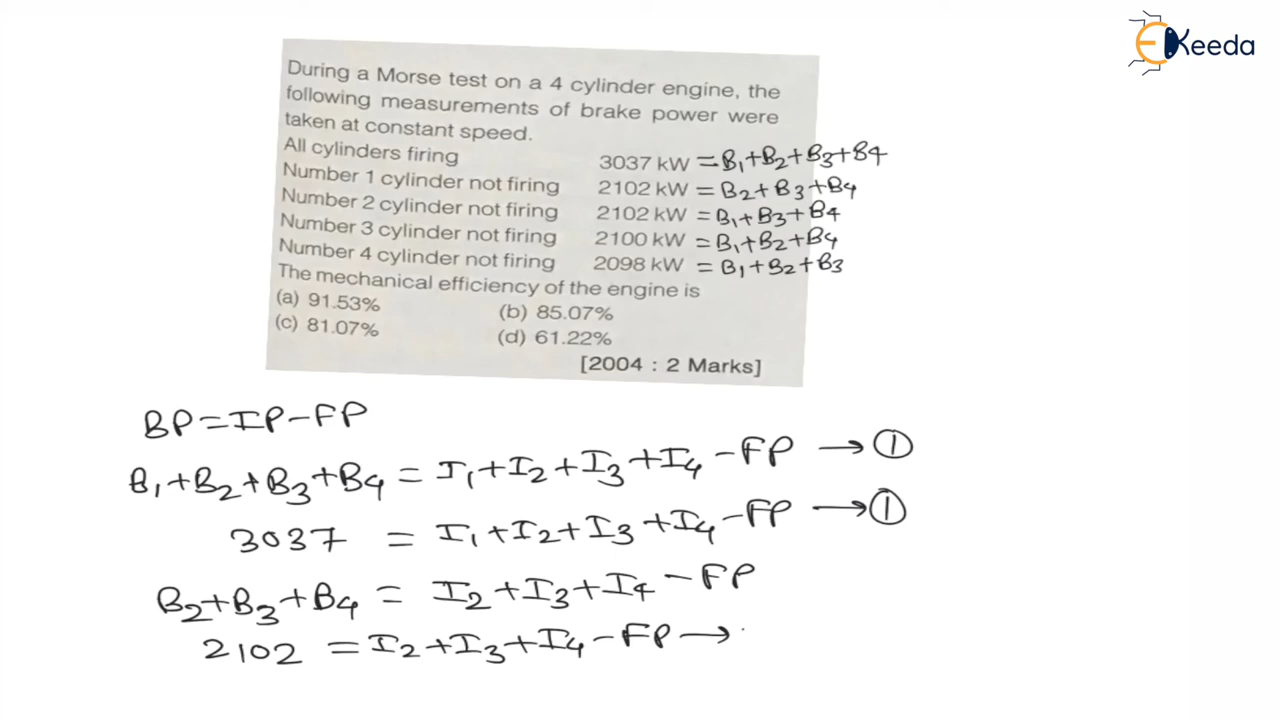 EKeeda
During a Morse test on a 4 cylinder engine, the
following measurements of brake power were
taken at constant speed.
All cylinders firing 3037 kW = B₁+B₂+B₃+B4
Number 1 cylinder not firing 2102 kW = B₂+B₃+B4
Number 2 cylinder not firing 2102 kW = B₁+B₃+B4
Number 3 cylinder not firing 2100 kW = B₁+B₂+B4
Number 4 cylinder not firing 2098 kW = B₁+B₂+B₃
The mechanical efficiency of the engine is
(a) 91.53% (b) 85.07%
(c) 81.07% (d) 61.22%
[2004 : 2 Marks]
BP=IP-FP
B₁+B₂+B₃+B₄ = I₁+I₂+I₃+I₄-FP → ①
3037 = I₁+I₂+I₃+I₄-FP → ①
B₂+B₃+B₄ = I₂+I₃+I₄-FP
2102 = I₂+I₃+I₄-FP →